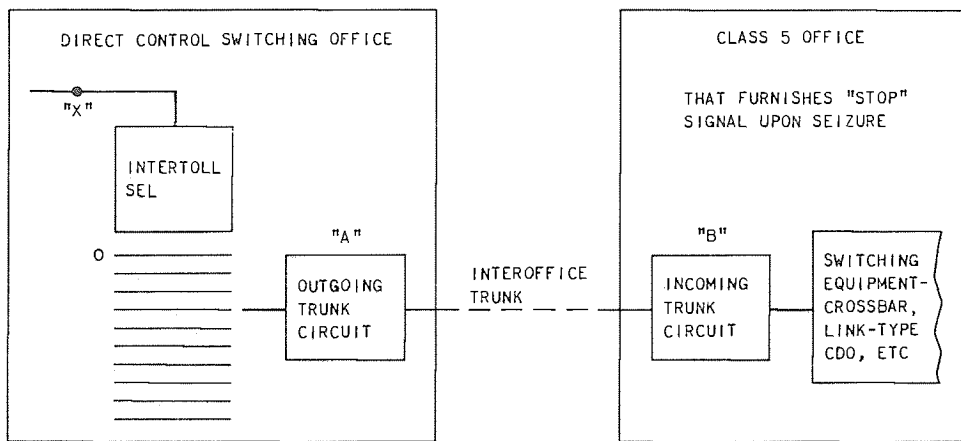 DIRECT CONTROL SWITCHING OFFICE
"X"
INTERTOLL
SEL
0
"A"
OUTGOING
TRUNK
CIRCUIT
INTEROFFICE
TRUNK
CLASS 5 OFFICE
THAT FURNISHES "STOP"
SIGNAL UPON SEIZURE
"B"
INCOMING
TRUNK
CIRCUIT
SWITCHING
EQUIPMENT-
CROSSBAR,
LINK-TYPE
CDO, ETC